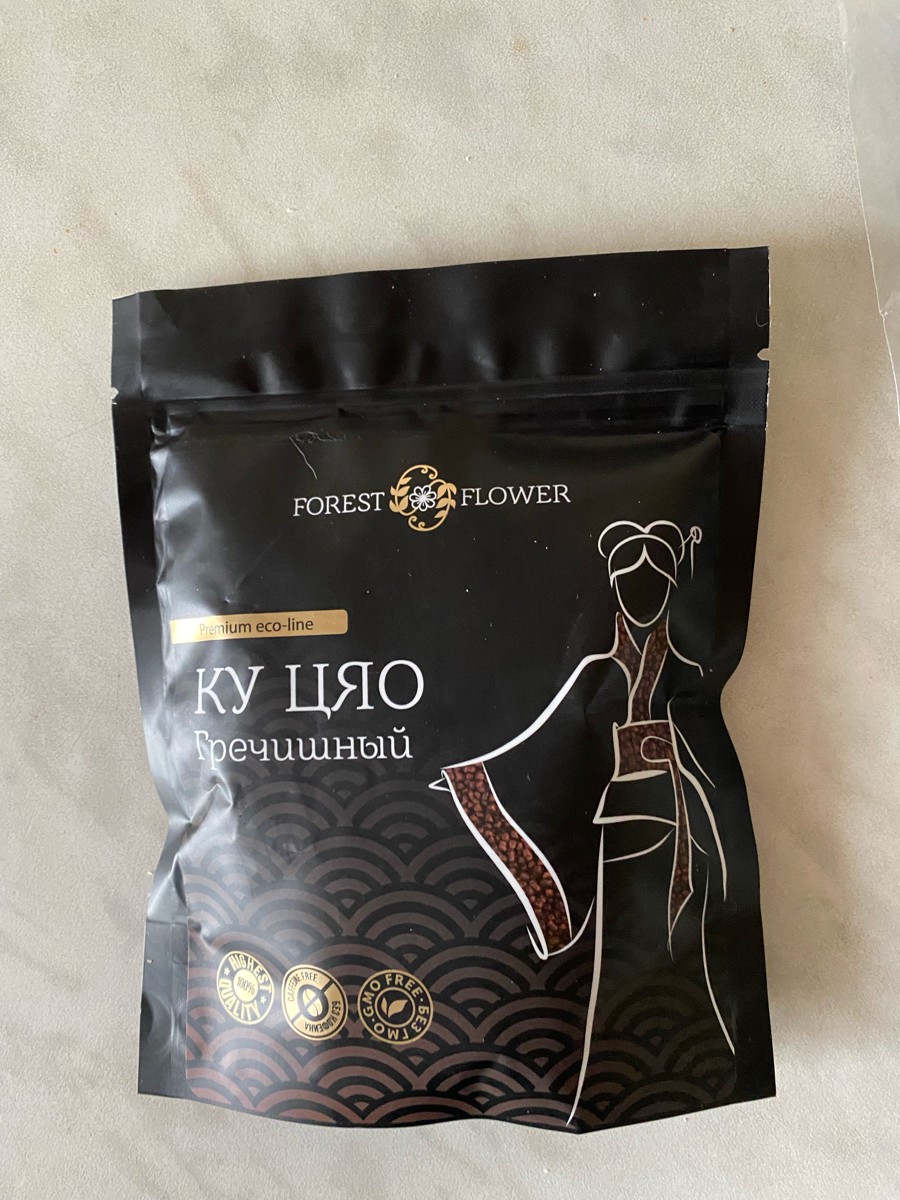 FOREST FLOWER
Premium eco-line
КУ ЦЯО
Гречишный
HIGHEST
100%
QUALITY
CAFFEINE FREE
БЕЗ КОФЕИНА
GMO FREE
БЕЗ ГМО